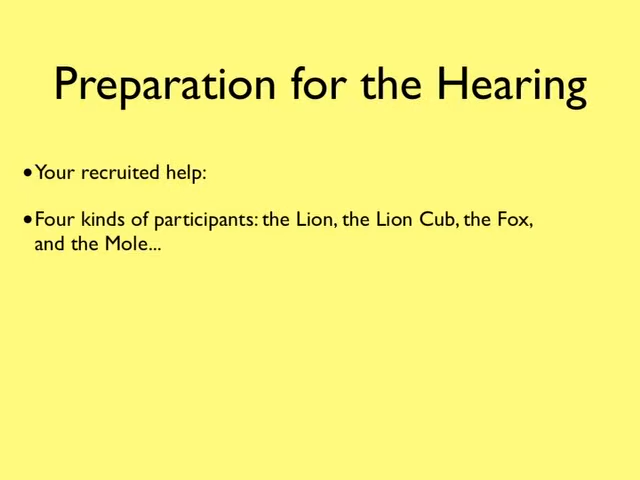 Preparation for the Hearing
•Your recruited help:
•Four kinds of participants: the Lion, the Lion Cub, the Fox,
and the Mole...